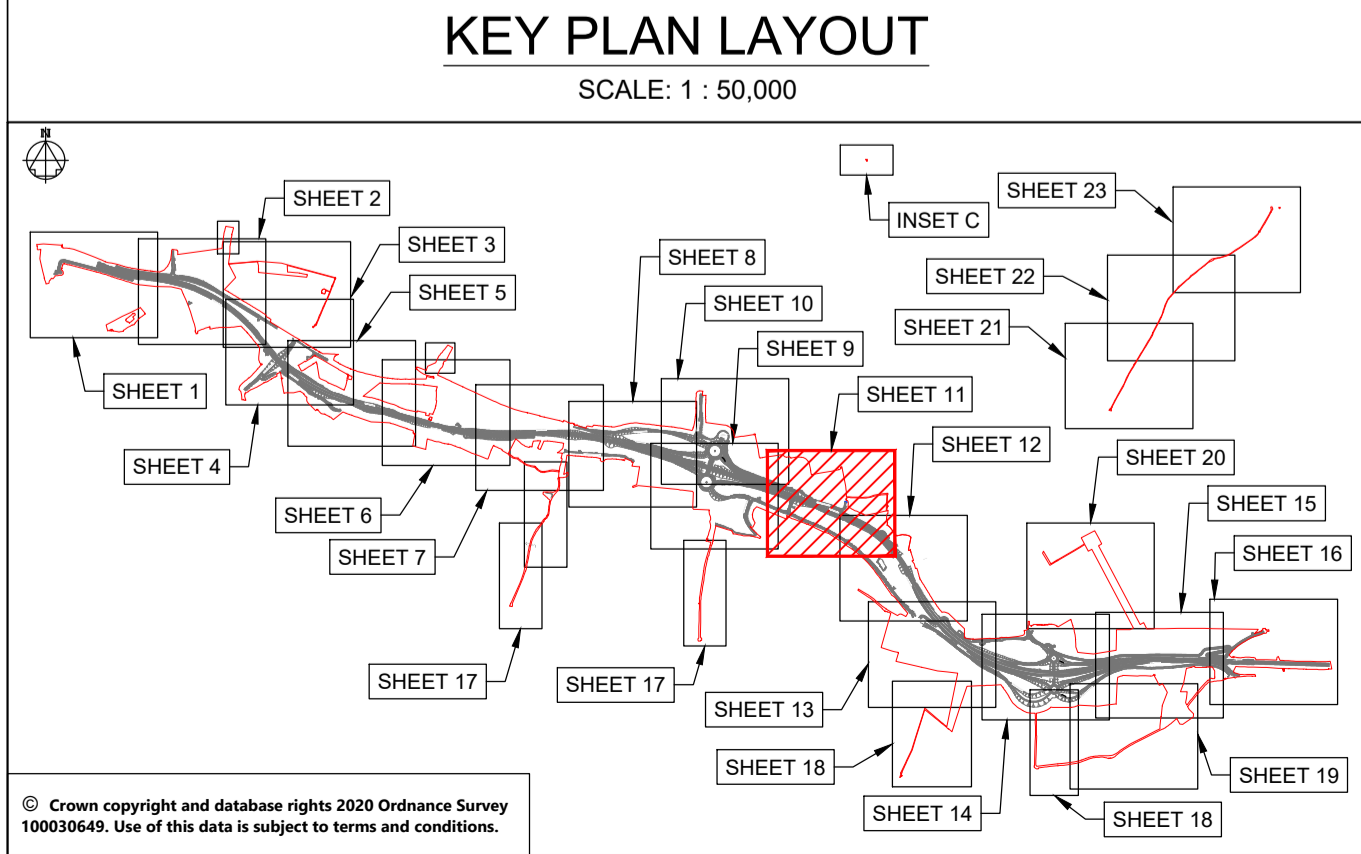 KEY PLAN LAYOUT
SCALE: 1 : 50,000
N
SHEET 2
SHEET 23
INSET C
SHEET 3
SHEET 8
SHEET 22
SHEET 5
SHEET 10
SHEET 21
SHEET 9
SHEET 1
SHEET 11
SHEET 12
SHEET 4
SHEET 20
SHEET 15
SHEET 6
SHEET 16
SHEET 7
SHEET 17
SHEET 17
SHEET 13
SHEET 18
SHEET 19
SHEET 14
SHEET 18
© Crown copyright and database rights 2020 Ordnance Survey
100030649. Use of this data is subject to terms and conditions.